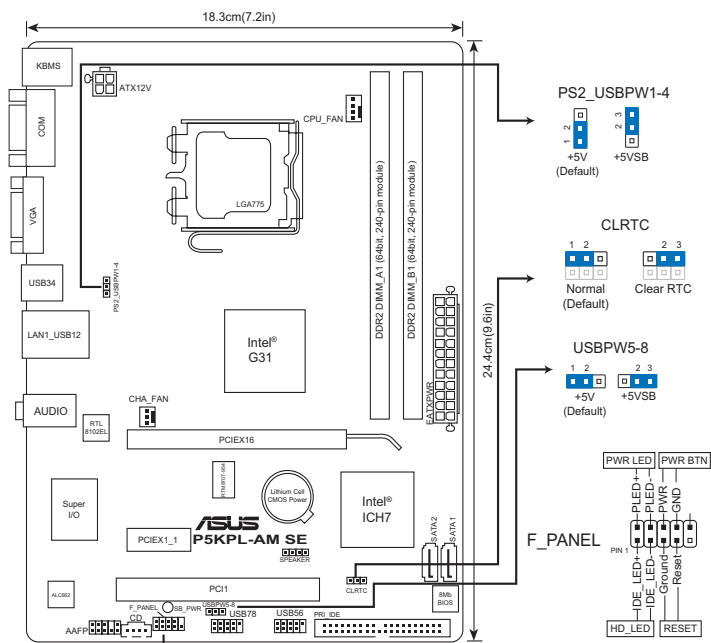 18.3cm(7.2in)
KBMS
ATX12V
COM
CPU_FAN
LGA775
VGA
DDR2 DIMM_A1 (64bit, 240-pin module)
DDR2 DIMM_B1 (64bit, 240-pin module)
USB34
PS2_USBPW1-4
LAN1_USB12
Intel®
G31
EATXPWR
24.4cm(9.6in)
AUDIO
CHA_FAN
RTL
8102EL
PCIEX16
Lithium Cell
CMOS Power
Super
I/O
Intel®
ICH7
ASUS
P5KPL-AM SE
PCIEX1_1
SPEAKER
SATA2
SATA1
CLRTC
PCI1
8Mb
BIOS
ALC662
F_PANEL
SB_PWR
USBPW5-8
AAFP
CD
USB78
USB56
PRI_IDE
PS2_USBPW1-4
1 2
2 3
+5V
(Default)
+5VSB
CLRTC
1 2
2 3
Normal
(Default)
Clear RTC
USBPW5-8
1 2
2 3
+5V
(Default)
+5VSB
F_PANEL
PWR LED
PWR BTN
PLED+
PLED-
PWR
GND
PIN 1
IDE_LED+
IDE_LED-
Ground
Reset
HD_LED
RESET